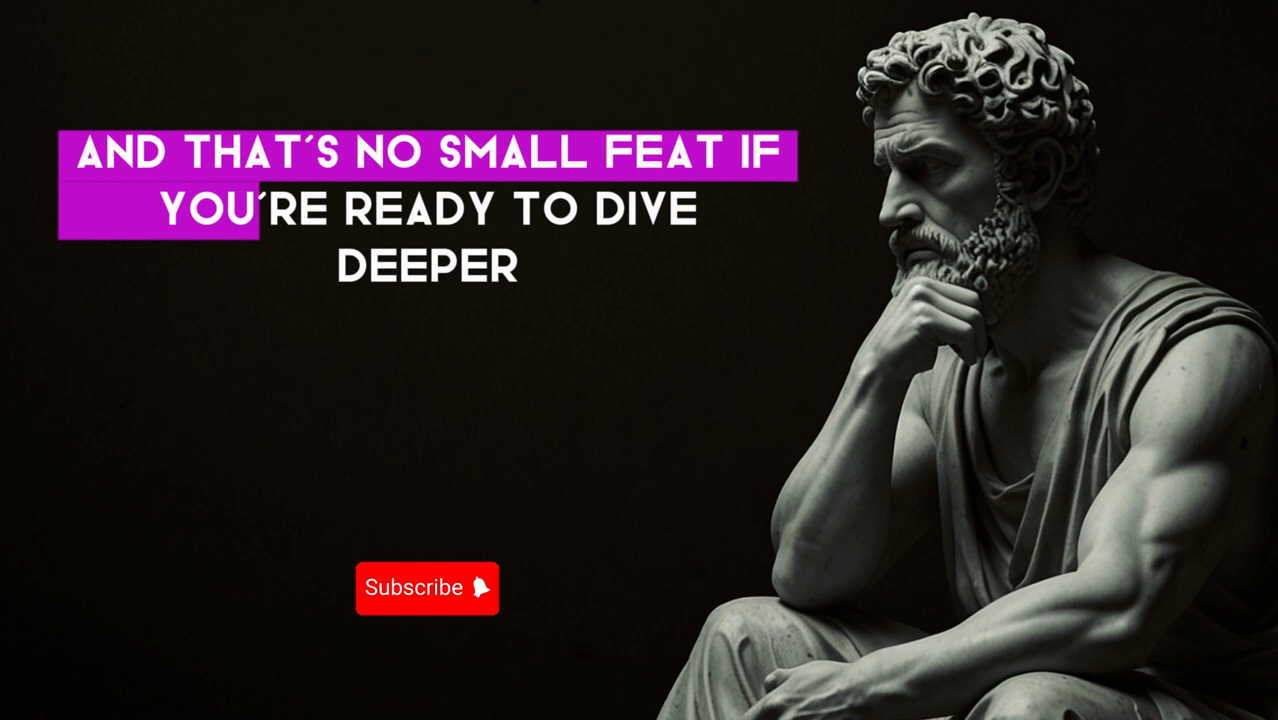 AND THAT'S NO SMALL FEAT IF
YOU'RE READY TO DIVE
DEEPER
Subscribe